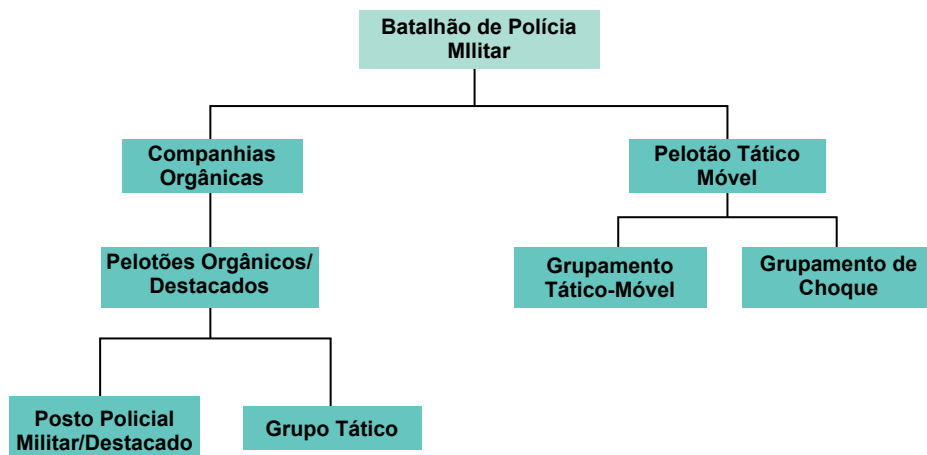 Batalhão de Polícia
MIlitar
Companhias
Orgânicas
Pelotão Tático
Móvel
Pelotões Orgânicos/
Destacados
Grupamento
Tático-Móvel
Grupamento de
Choque
Posto Policial
Militar/Destacado
Grupo Tático